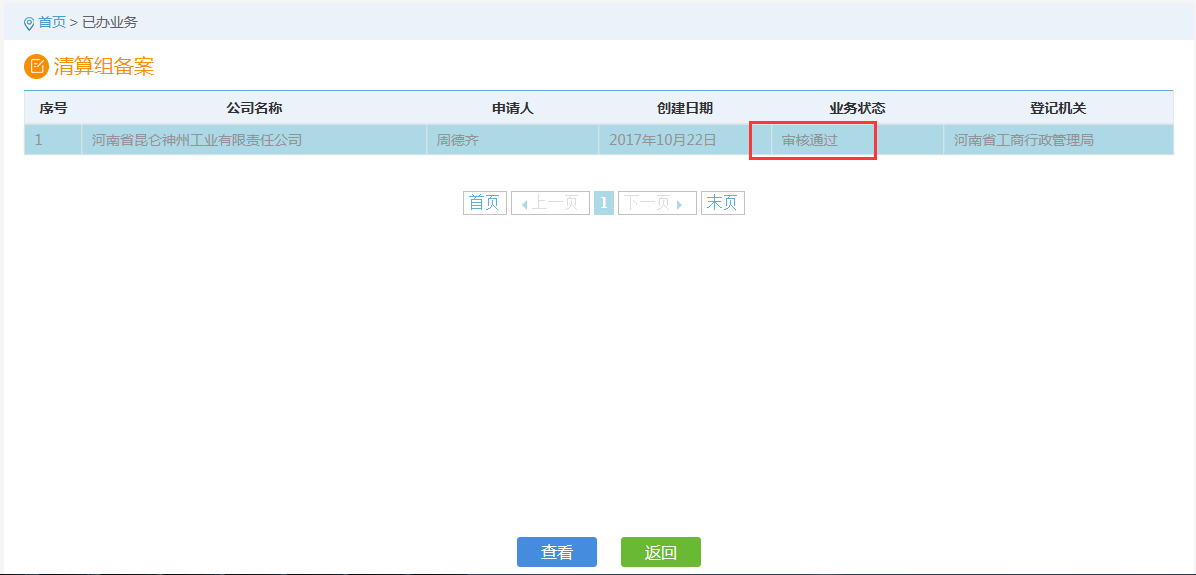 首页 > 已办业务
清算组备案
序号 公司名称 申请人 创建日期 业务状态 登记机关
1 河南省昆仑神州工业有限责任公司 周德齐 2017年10月22日 审核通过 河南省工商行政管理局
首页 上一页 1 下一页 末页
查看 返回